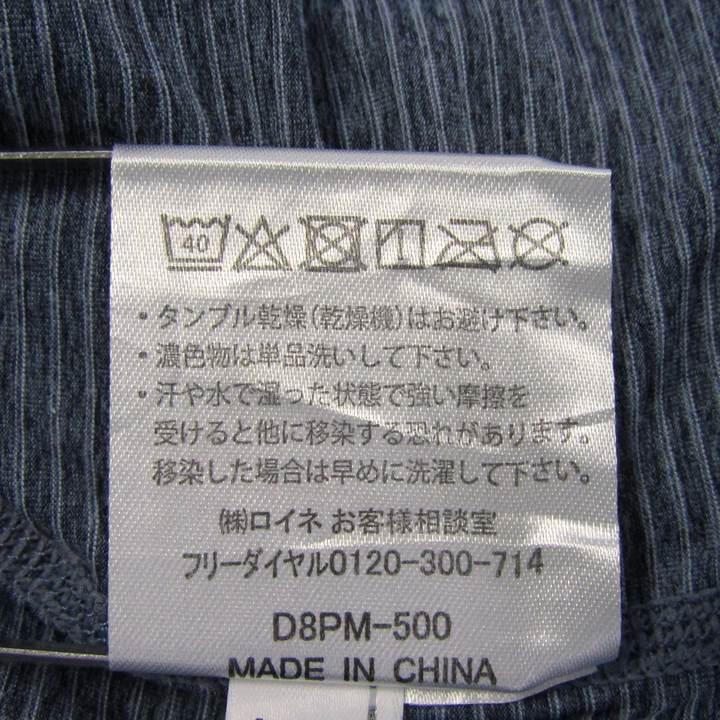 40
・タンブル乾燥(乾燥機)はお避け下さい。
・濃色物は単品洗いして下さい。
・汗や水で湿った状態で強い摩擦を
受けると他に移染する恐れがあります。
移染した場合は早めに洗濯して下さい。
㈱ロイネ お客様相談室
フリーダイヤル0120-300-714
D8PM-500
MADE IN CHINA